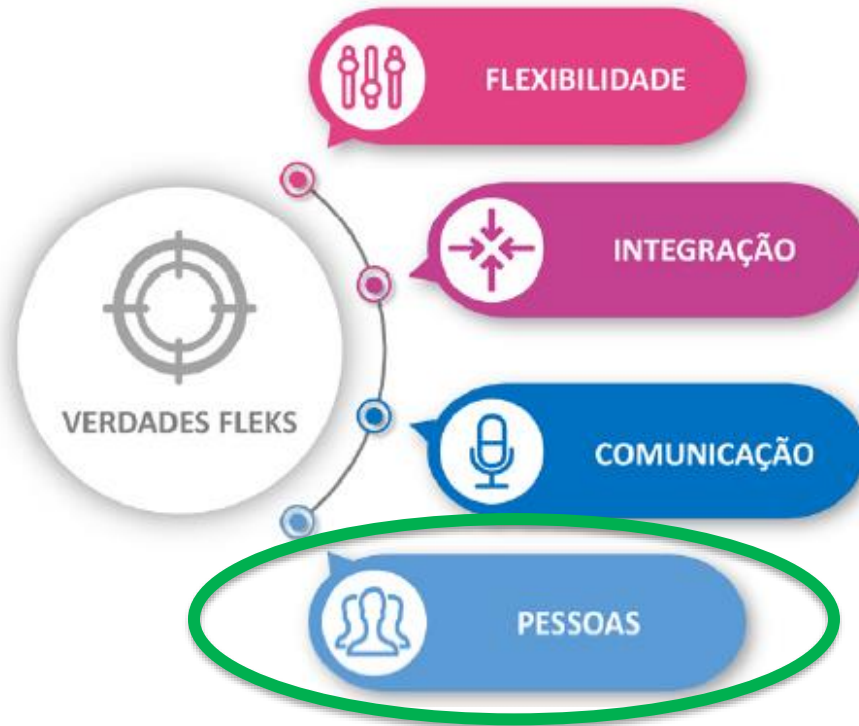 FLEXIBILIDADE
INTEGRAÇÃO
VERDADES FLEKS
COMUNICAÇÃO
PESSOAS